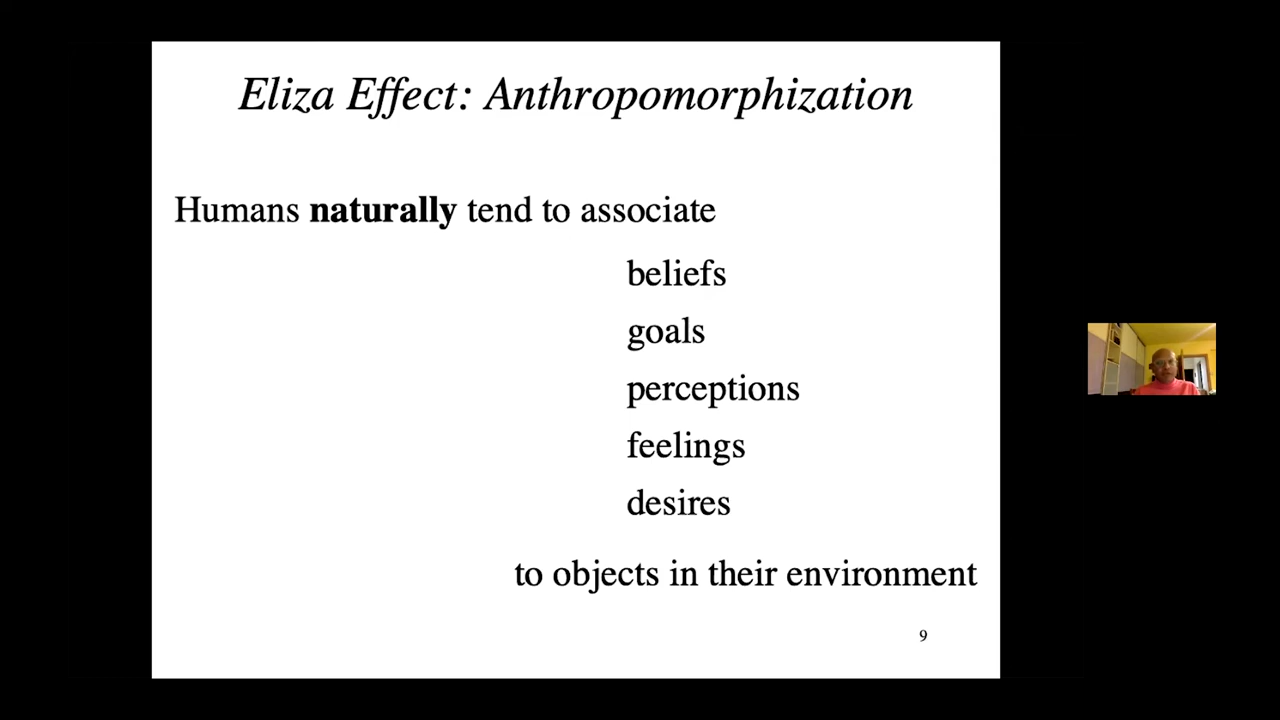 Eliza Effect: Anthropomorphization
Humans naturally tend to associate
beliefs
goals
perceptions
feelings
desires
to objects in their environment
9